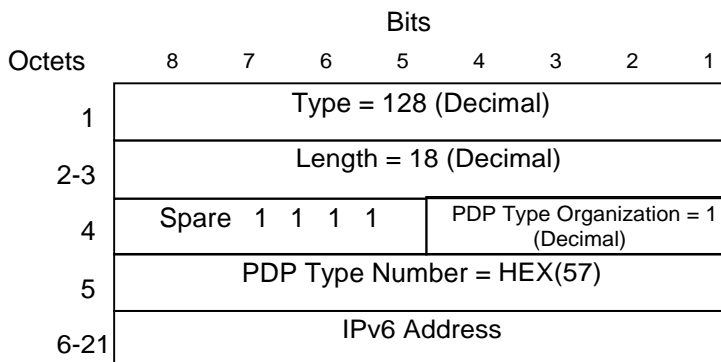 Bits
Octets 8 7 6 5 4 3 2 1
1 Type = 128 (Decimal)
2-3 Length = 18 (Decimal)
4 Spare 1 1 1 1 PDP Type Organization = 1
(Decimal)
5 PDP Type Number = HEX(57)
6-21 IPv6 Address